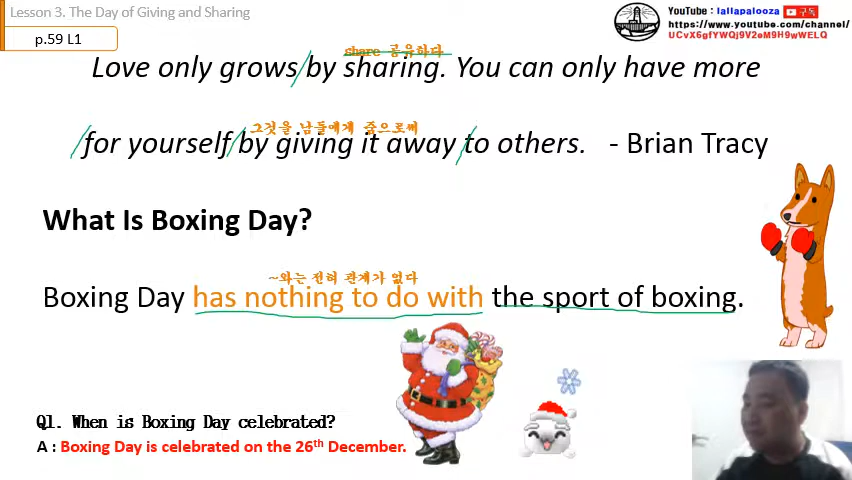 Lesson 3. The Day of Giving and Sharing
YouTube : lallapalooza 구독
https://www.youtube.com/channel/
UCvX6gfYWQj9V2eM9H9wWELQ
p.59 L1
share 공유하다
Love only grows by sharing. You can only have more
그것을 남들에게 줌으로써
for yourself by giving it away to others. - Brian Tracy
What Is Boxing Day?
~와는 전혀 관계가 없다
Boxing Day has nothing to do with the sport of boxing.
Q1. When is Boxing Day celebrated?
A : Boxing Day is celebrated on the 26th December.